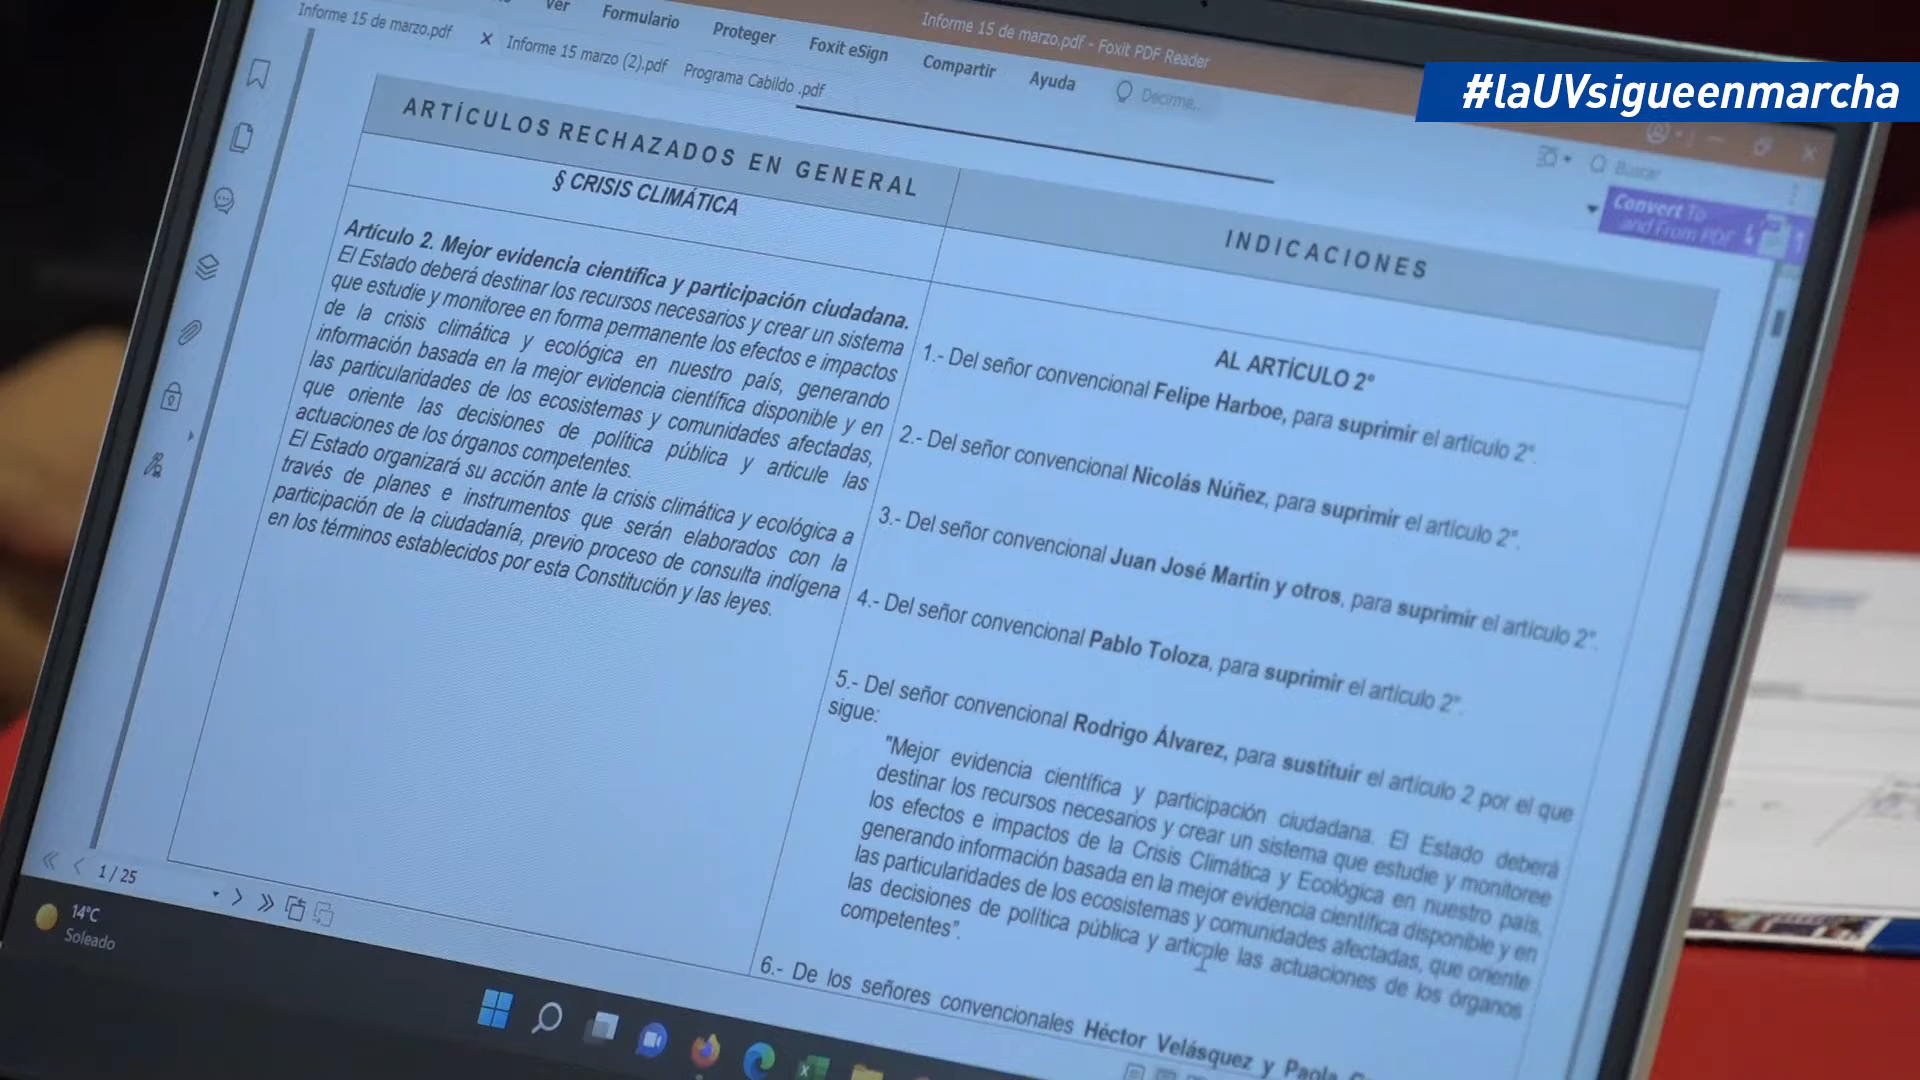 #laUVsigueenmarcha
Informe 15 de marzo.pdf - Foxit PDF Reader
Ver Formulario Proteger Foxit eSign Compartir Ayuda Decirme...
Informe 15 de marzo.pdf
Informe 15 marzo (2).pdf
Programa Cabildo .pdf
Buscar
Convert To
and From PDF
ARTÍCULOS RECHAZADOS EN GENERAL
INDICACIONES
§ CRISIS CLIMÁTICA
Artículo 2. Mejor evidencia científica y participación ciudadana.
El Estado deberá destinar los recursos necesarios y crear un sistema
que estudie y monitoree en forma permanente los efectos e impactos
de la crisis climática y ecológica en nuestro país, generando
información basada en la mejor evidencia científica disponible y en
las particularidades de los ecosistemas y comunidades afectadas,
que oriente las decisiones de política pública y articule las
actuaciones de los órganos competentes.
El Estado organizará su acción ante la crisis climática y ecológica a
través de planes e instrumentos que serán elaborados con la
participación de la ciudadanía, previo proceso de consulta indígena
en los términos establecidos por esta Constitución y las leyes.
AL ARTÍCULO 2°
1.- Del señor convencional Felipe Harboe, para suprimir el artículo 2°.
2.- Del señor convencional Nicolás Núñez, para suprimir el artículo 2°.
3.- Del señor convencional Juan José Martin y otros, para suprimir el artículo 2°.
4.- Del señor convencional Pablo Toloza, para suprimir el artículo 2°.
5.- Del señor convencional Rodrigo Álvarez, para sustituir el artículo 2 por el que
sigue:
"Mejor evidencia científica y participación ciudadana. El Estado deberá
destinar los recursos necesarios y crear un sistema que estudie y monitoree
los efectos e impactos de la Crisis Climática y Ecológica en nuestro país,
generando información basada en la mejor evidencia científica disponible y en
las particularidades de los ecosistemas y comunidades afectadas, que oriente
las decisiones de política pública y articule las actuaciones de los órganos
competentes".
6.- De los señores convencionales Héctor Velásquez y Paola
1 / 25
14°C
Soleado